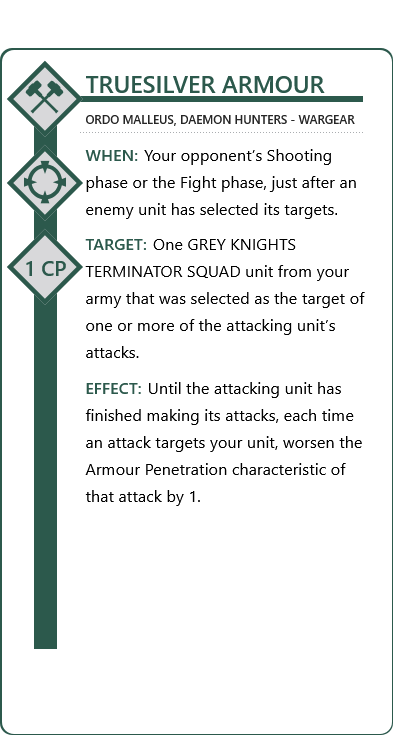 TRUESILVER ARMOUR
ORDO MALLEUS, DAEMON HUNTERS - WARGEAR
WHEN: Your opponent’s Shooting
phase or the Fight phase, just after an
enemy unit has selected its targets.
1 CP
TARGET: One GREY KNIGHTS
TERMINATOR SQUAD unit from your
army that was selected as the target of
one or more of the attacking unit’s
attacks.
EFFECT: Until the attacking unit has
finished making its attacks, each time
an attack targets your unit, worsen the
Armour Penetration characteristic of
that attack by 1.